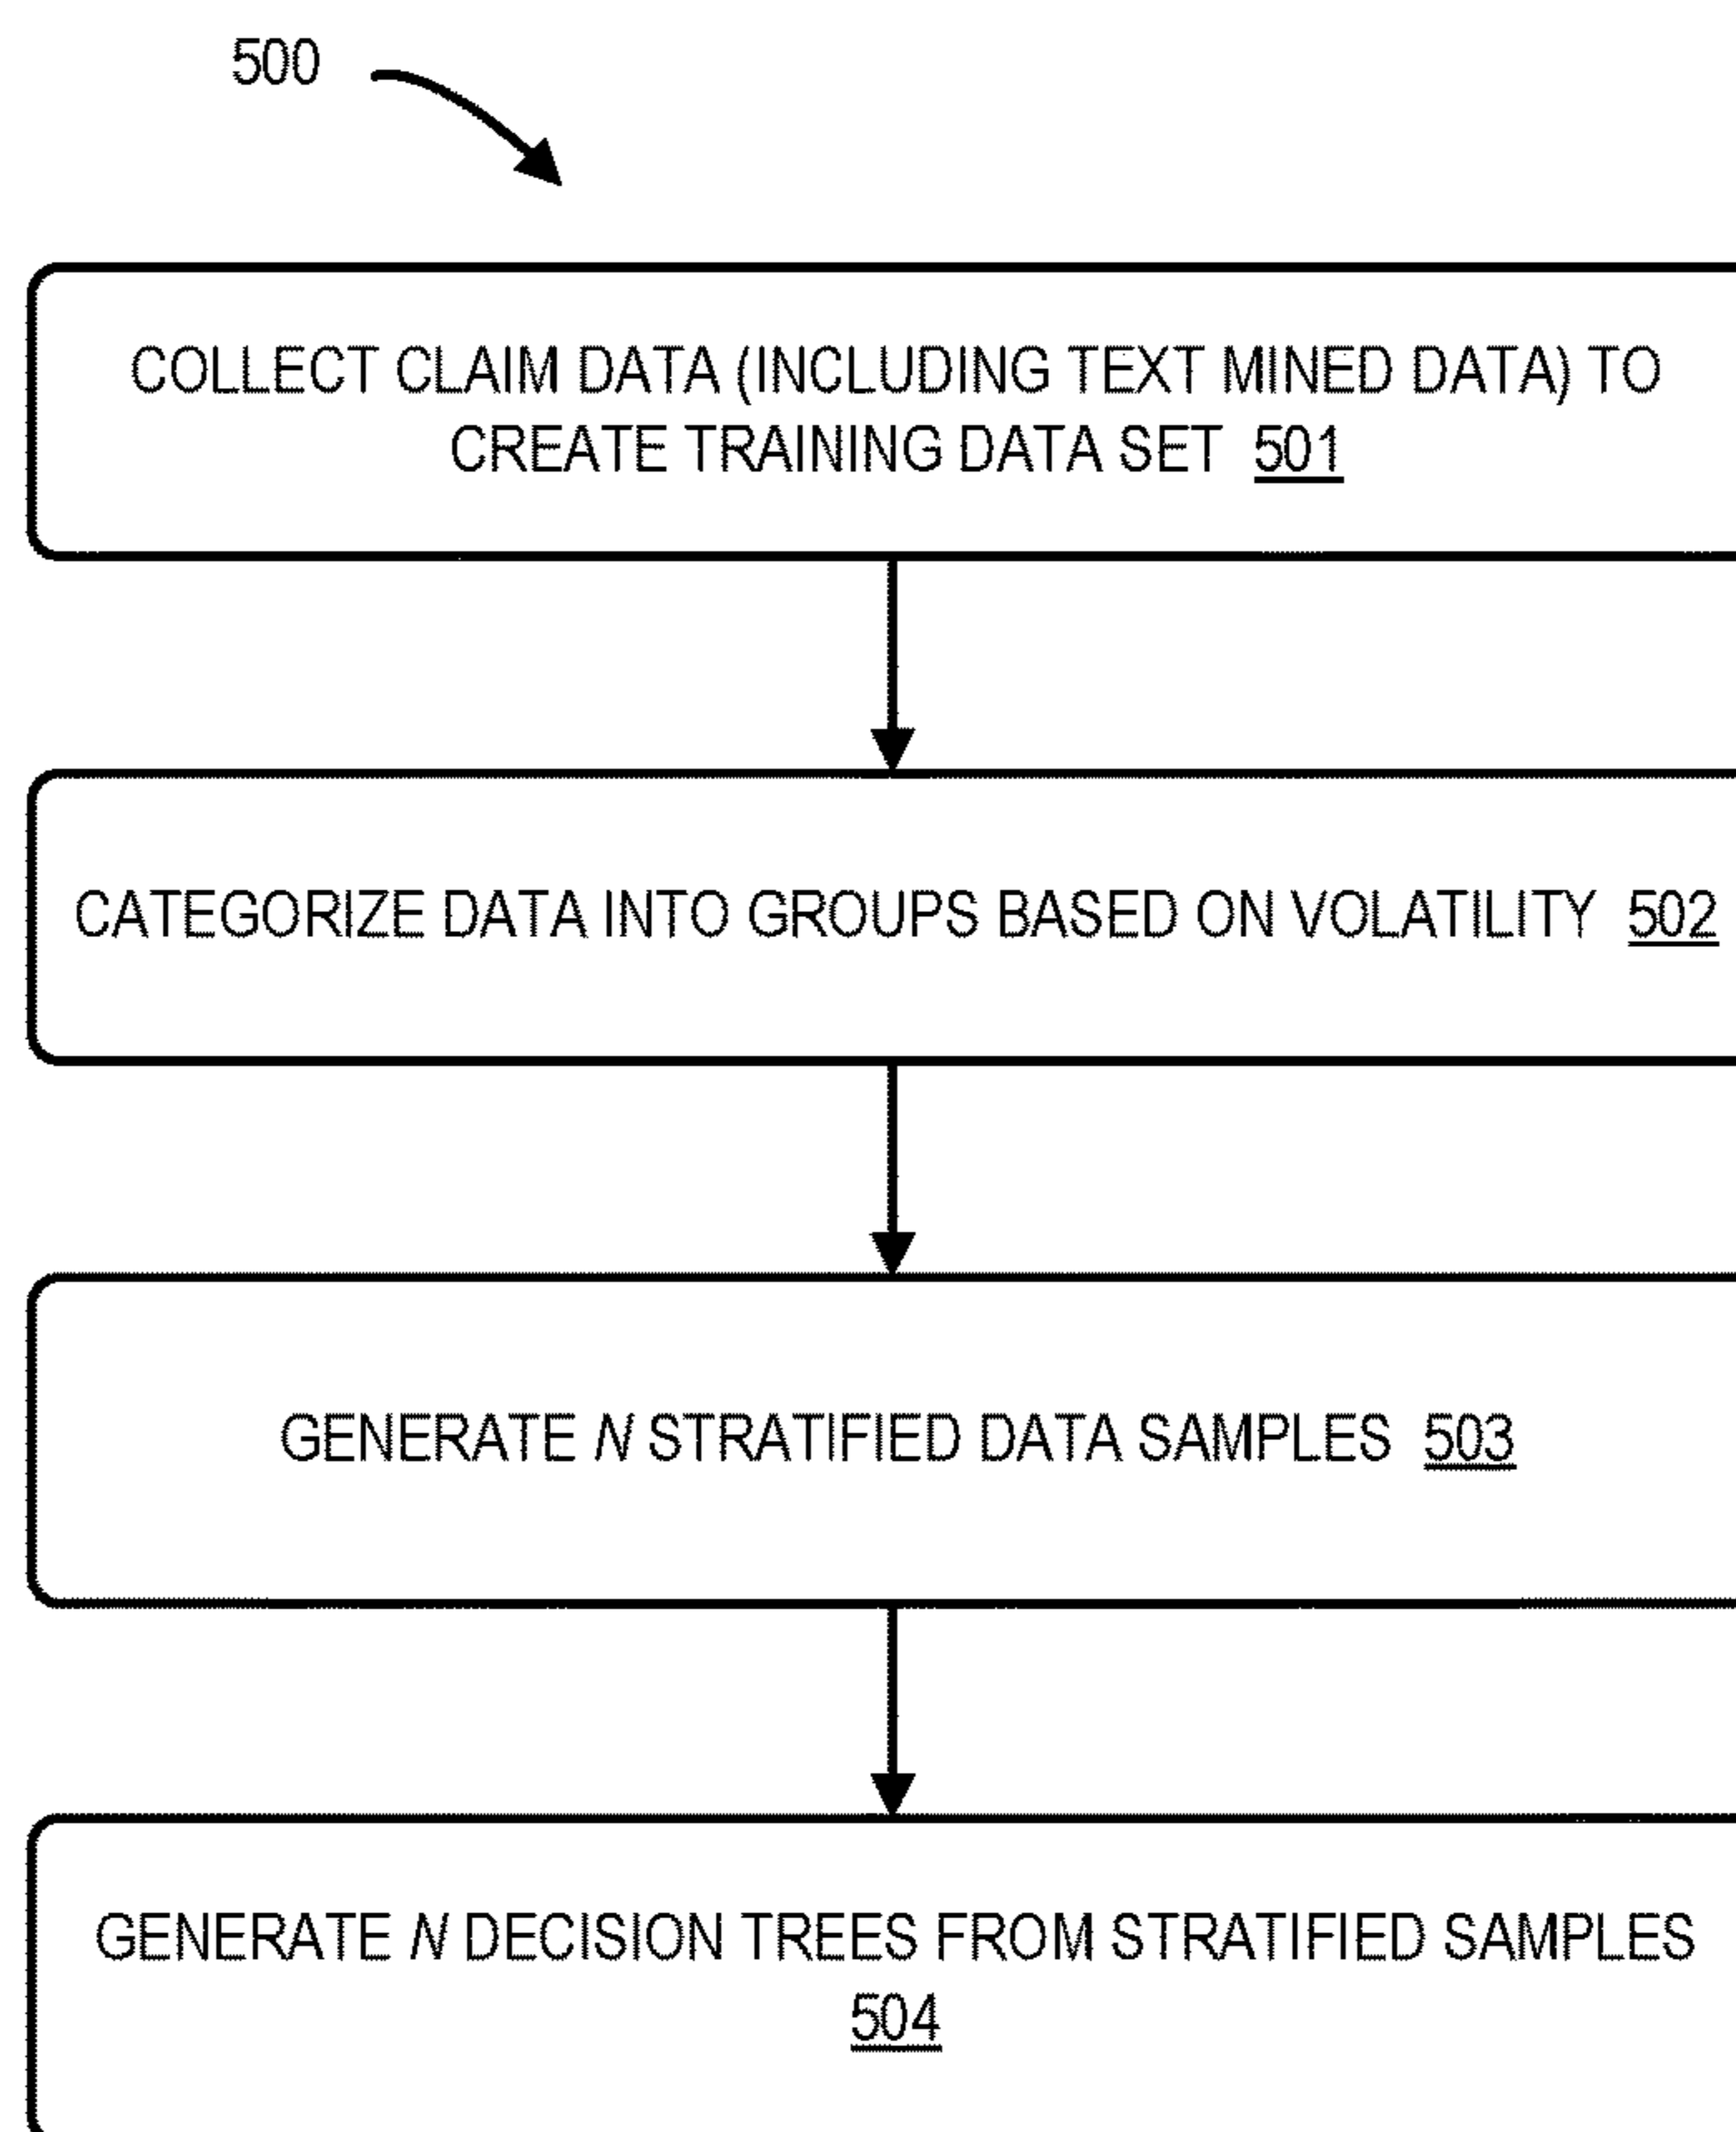 500
COLLECT CLAIM DATA (INCLUDING TEXT MINED DATA) TO
CREATE TRAINING DATA SET 501
CATEGORIZE DATA INTO GROUPS BASED ON VOLATILITY 502
GENERATE N STRATIFIED DATA SAMPLES 503
GENERATE N DECISION TREES FROM STRATIFIED SAMPLES
504